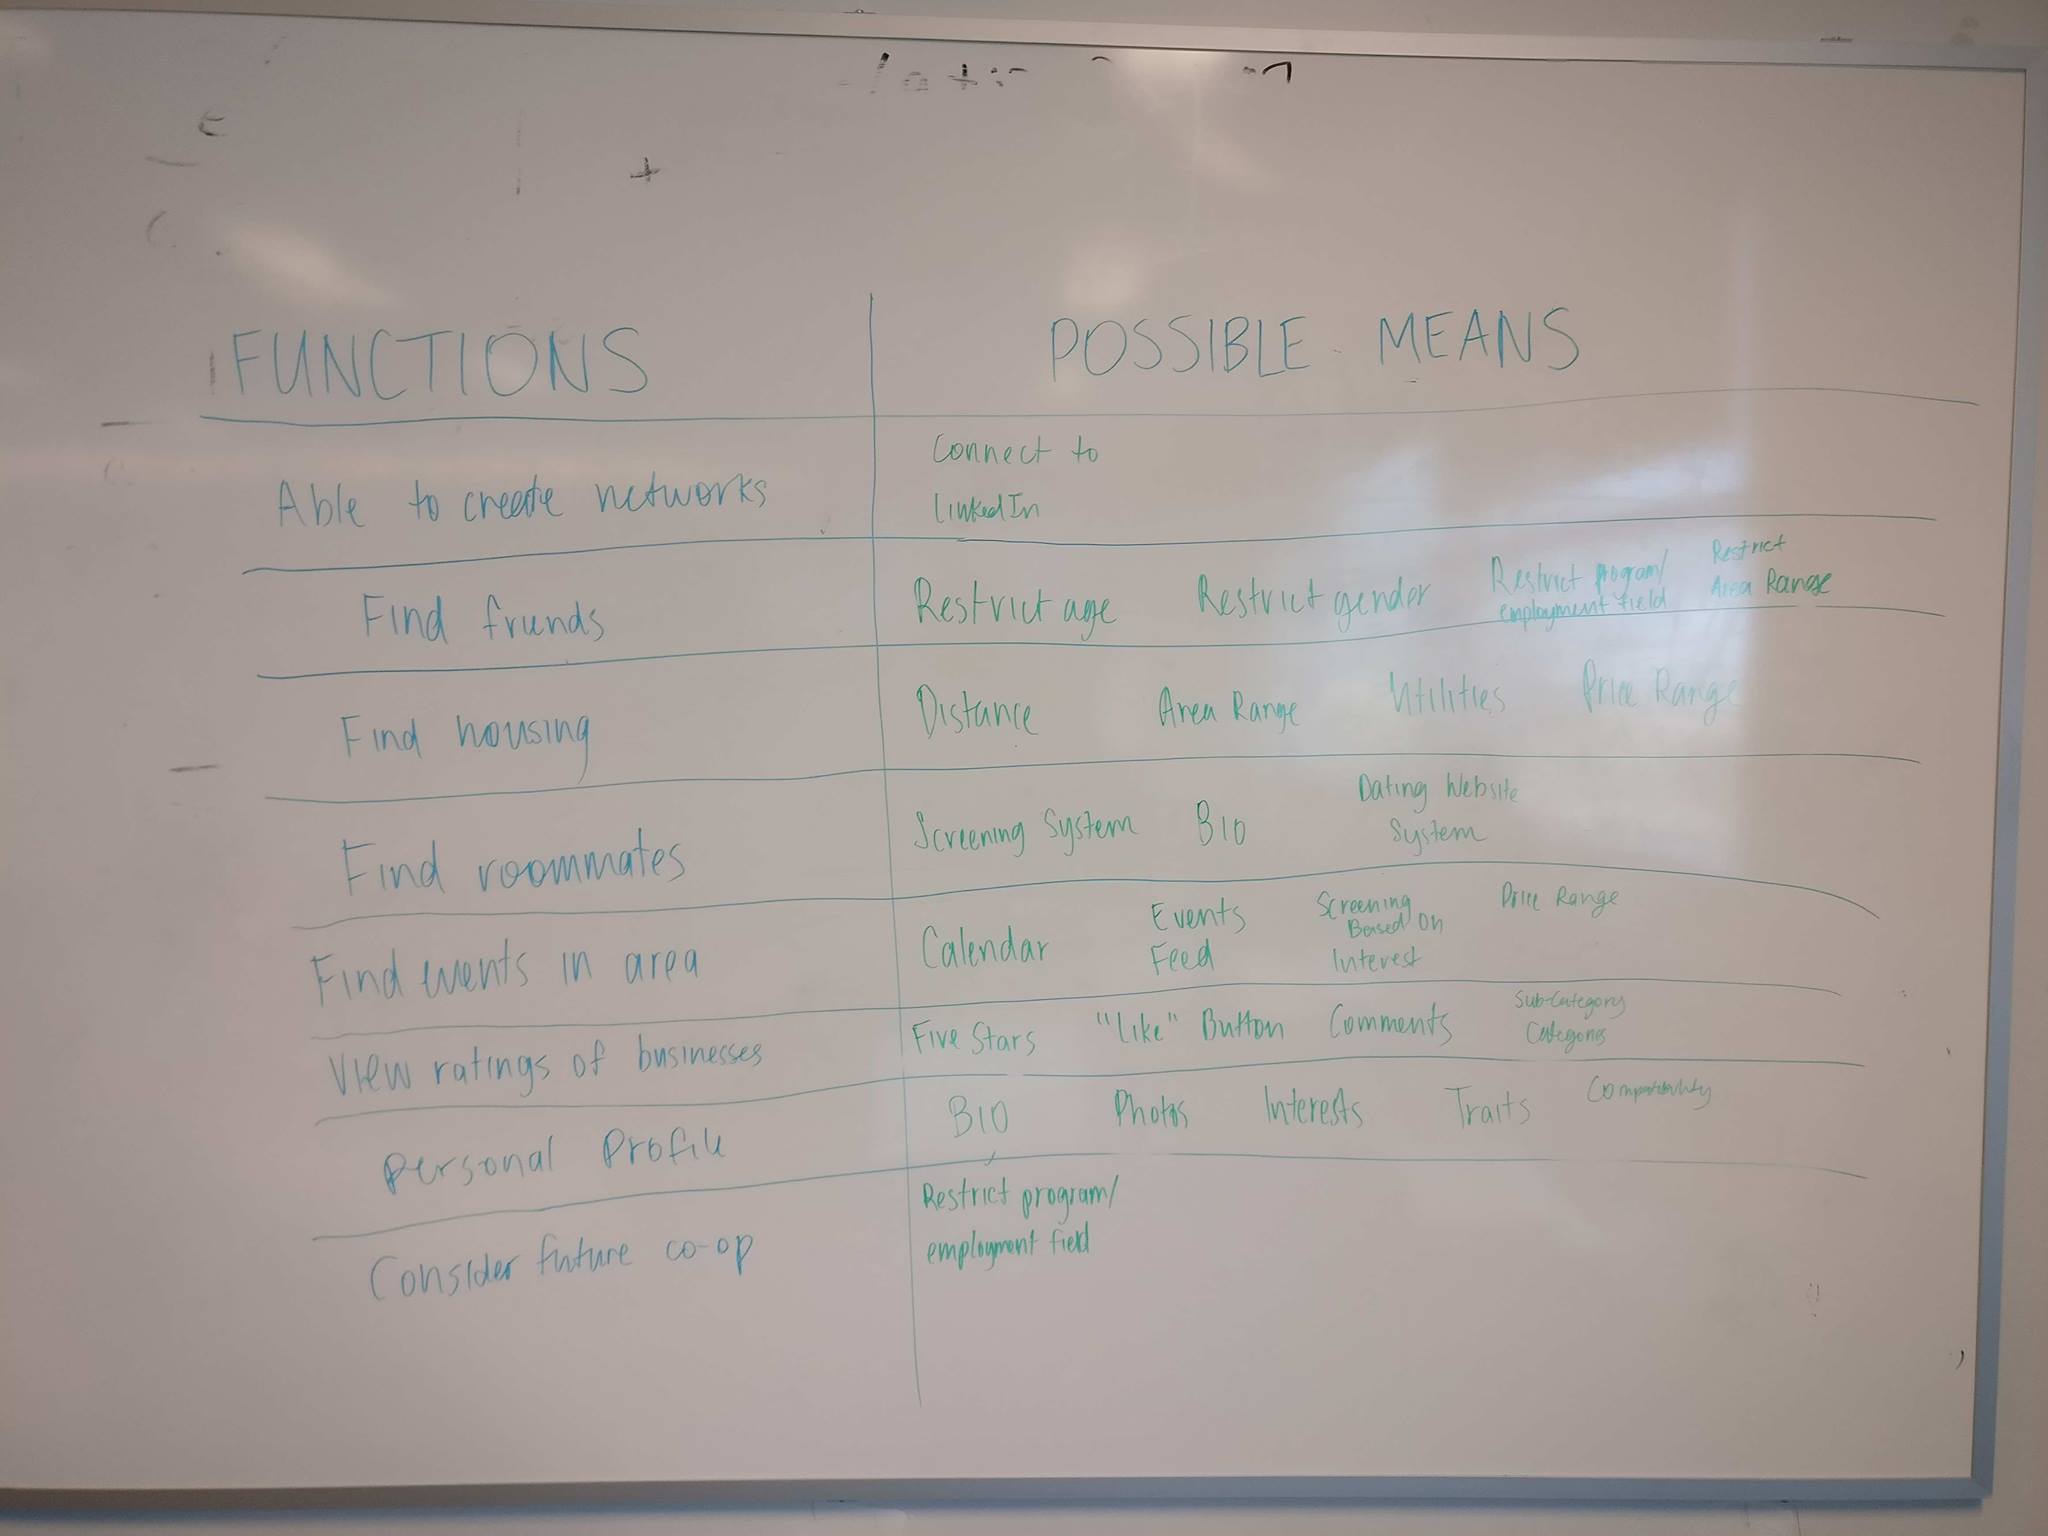 FUNCTIONS
POSSIBLE MEANS
Able to create networks
Connect to
LinkedIn
Find friends
Restrict age
Restrict gender
Restrict program/
employment field
Restrict
Area Range
Find housing
Distance
Area Range
Utilities
Price Range
Find roommates
Screening System
BIO
Dating Website
System
Find events in area
Calendar
Events
Feed
Screening
Based On
Interest
Price Range
View ratings of businesses
Five Stars
"Like" Button
Comments
Sub-Category
Categories
Personal Profile
BIO
Photos
Interests
Traits
Compatability
Consider future co-op
Restrict program/
employment field